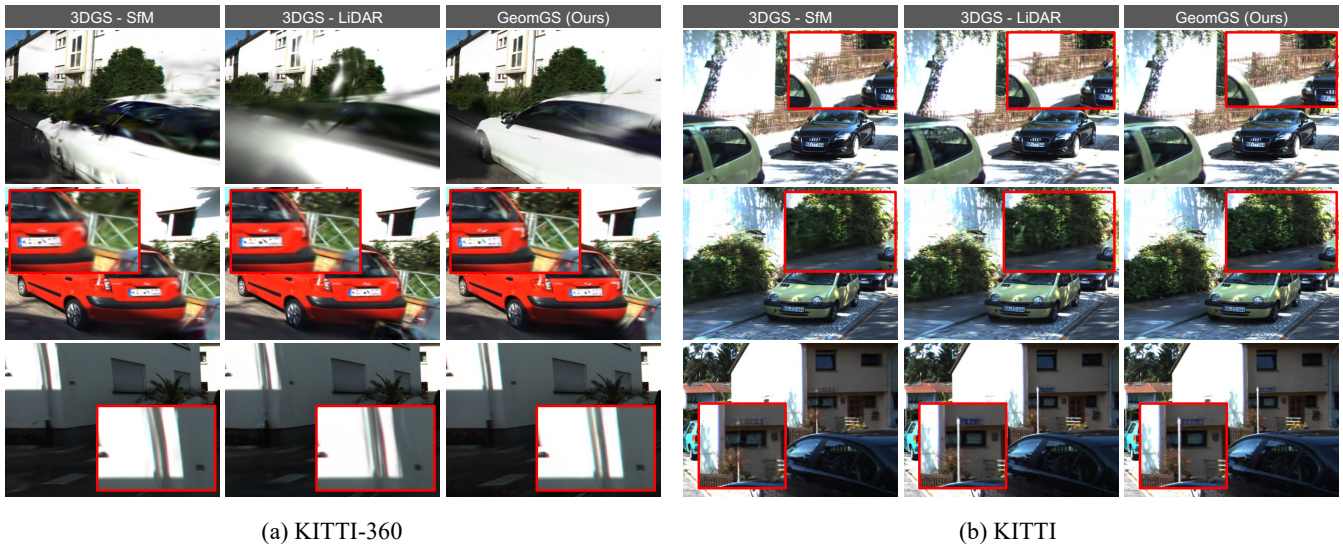 3DGS - SfM 3DGS - LiDAR GeomGS (Ours) 3DGS - SfM 3DGS - LiDAR GeomGS (Ours)
(a) KITTI-360 (b) KITTI